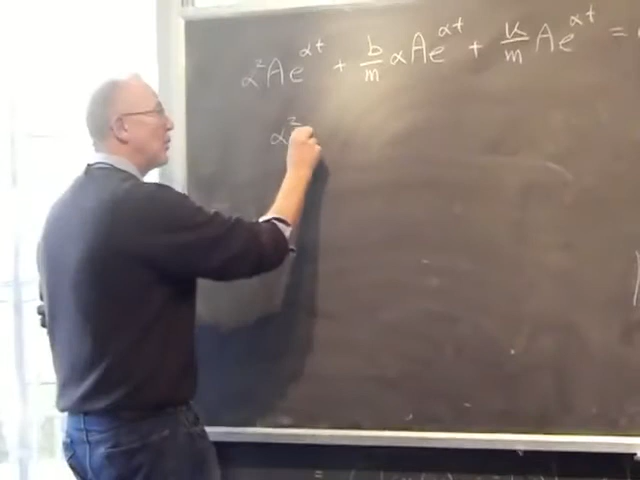 α²Ae^αt + b/m αAe^αt + k/m Ae^αt =
α²